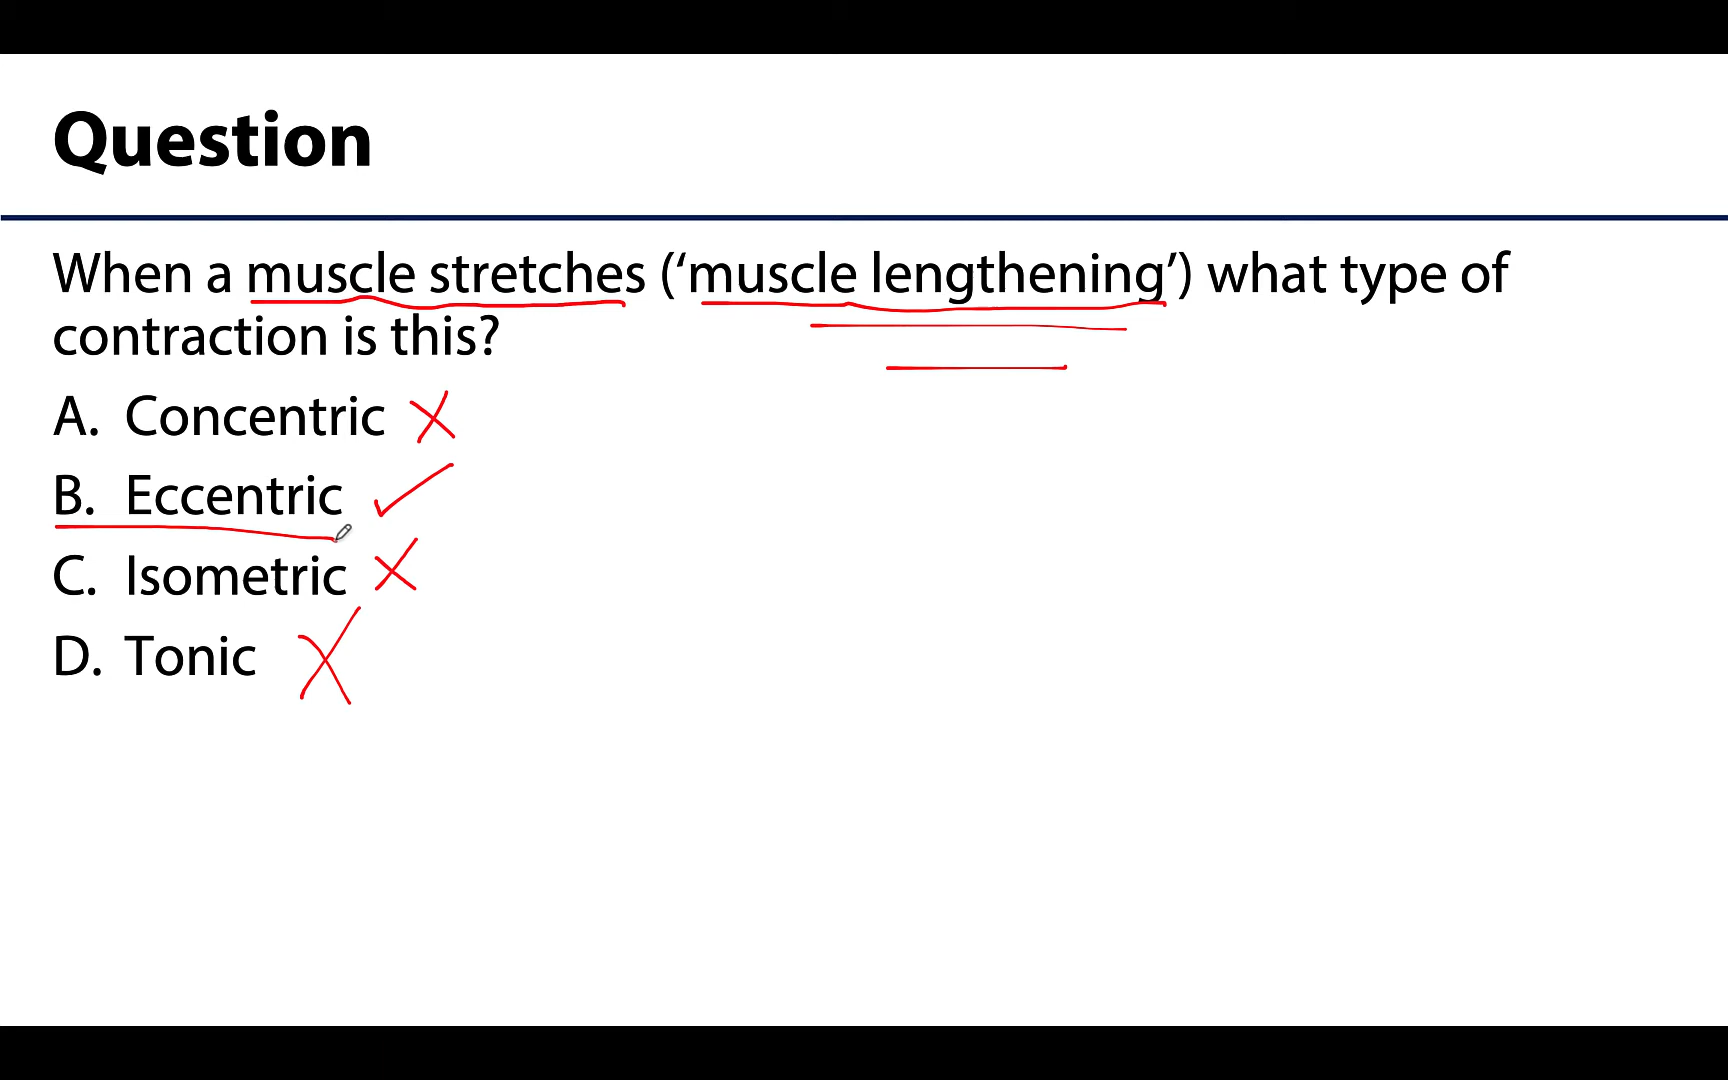 Question
When a muscle stretches (‘muscle lengthening’) what type of
contraction is this?
A. Concentric
B. Eccentric
C. Isometric
D. Tonic